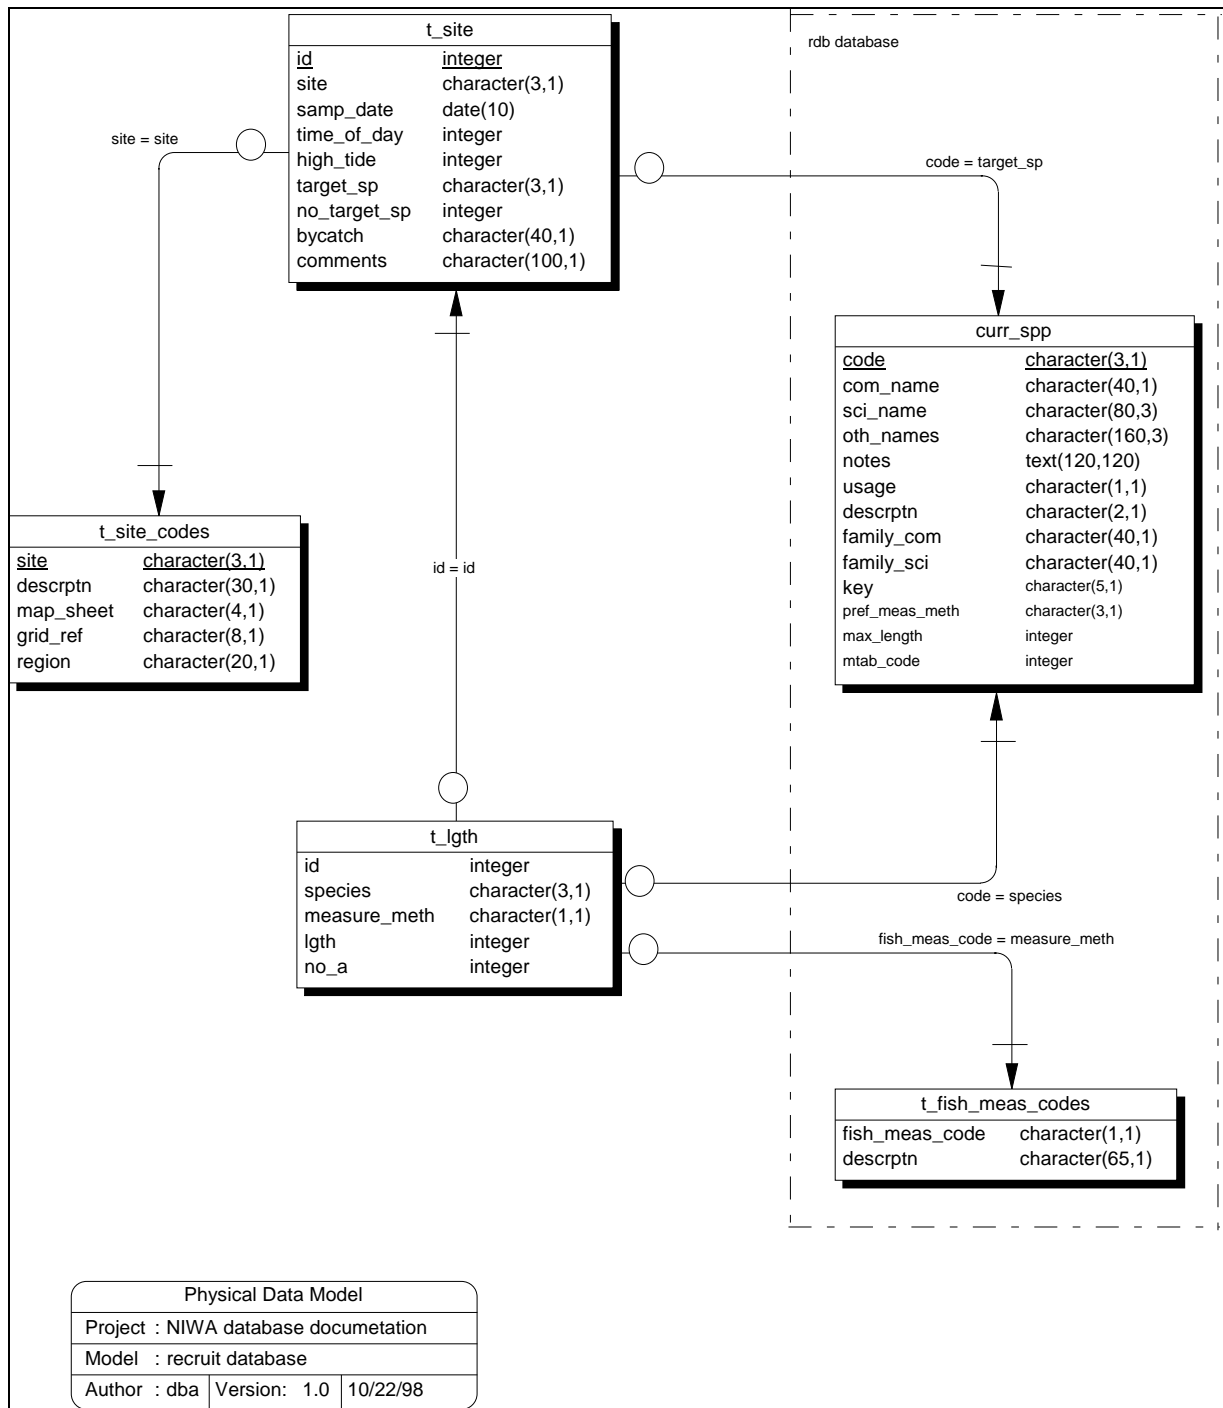 t_site
id integer
site character(3,1)
samp_date date(10)
time_of_day integer
high_tide integer
target_sp character(3,1)
no_target_sp integer
bycatch character(40,1)
comments character(100,1)
rdb database
site = site
code = target_sp
curr_spp
code character(3,1)
com_name character(40,1)
sci_name character(80,3)
oth_names character(160,3)
notes text(120,120)
usage character(1,1)
descrptn character(2,1)
family_com character(40,1)
family_sci character(40,1)
key character(5,1)
pref_meas_meth character(3,1)
max_length integer
mtab_code integer
t_site_codes
site character(3,1)
descrptn character(30,1)
map_sheet character(4,1)
grid_ref character(8,1)
region character(20,1)
id = id
t_lgth
id integer
species character(3,1)
measure_meth character(1,1)
lgth integer
no_a integer
code = species
fish_meas_code = measure_meth
t_fish_meas_codes
fish_meas_code character(1,1)
descrptn character(65,1)
Physical Data Model
Project : NIWA database documetation
Model : recruit database
Author : dba Version: 1.0 10/22/98